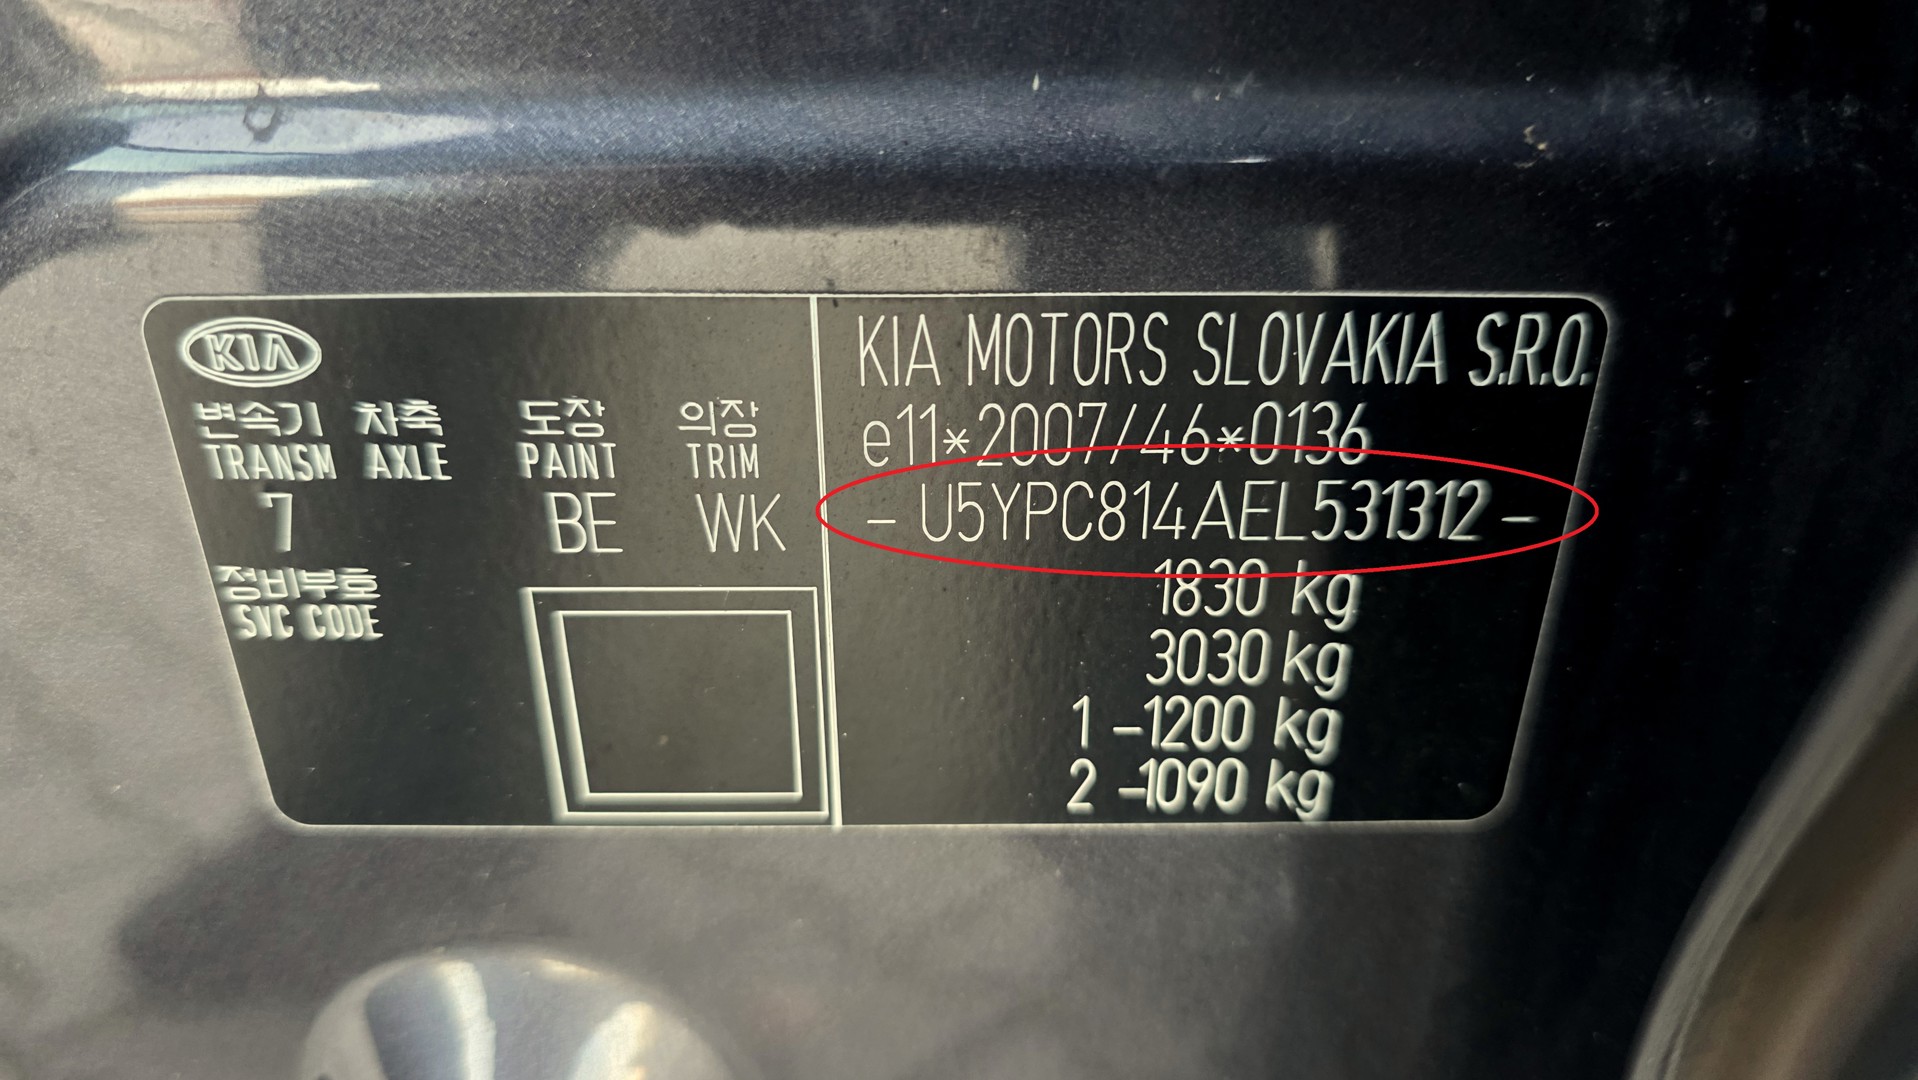 KIA
변속기 차축 도장 의장
TRANSM AXLE PAINT TRIM
7 BE WK
정비부호
SVC CODE
KIA MOTORS SLOVAKIA S.R.O.
e11*2007/46*0136
– U5YPC814AEL531312 –
1830 kg
3030 kg
1 –1200 kg
2 –1090 kg